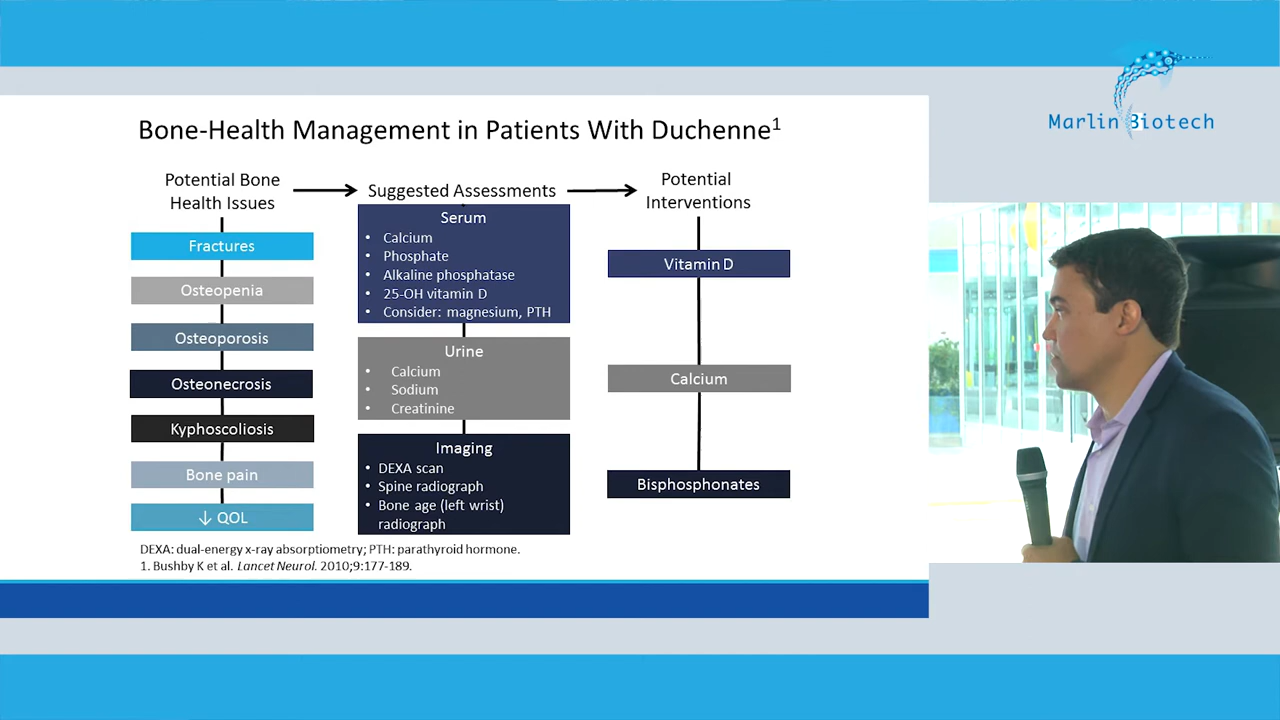 Marlin Biotech
Bone-Health Management in Patients With Duchenne1
Potential Bone
Health Issues
Fractures
Osteopenia
Osteoporosis
Osteonecrosis
Kyphoscoliosis
Bone pain
↓ QOL
Suggested Assessments
Serum
• Calcium
• Phosphate
• Alkaline phosphatase
• 25-OH vitamin D
• Consider: magnesium, PTH
Urine
• Calcium
• Sodium
• Creatinine
Imaging
• DEXA scan
• Spine radiograph
• Bone age (left wrist)
radiograph
Potential
Interventions
Vitamin D
Calcium
Bisphosphonates
DEXA: dual-energy x-ray absorptiometry; PTH: parathyroid hormone.
1. Bushby K et al. Lancet Neurol. 2010;9:177-189.